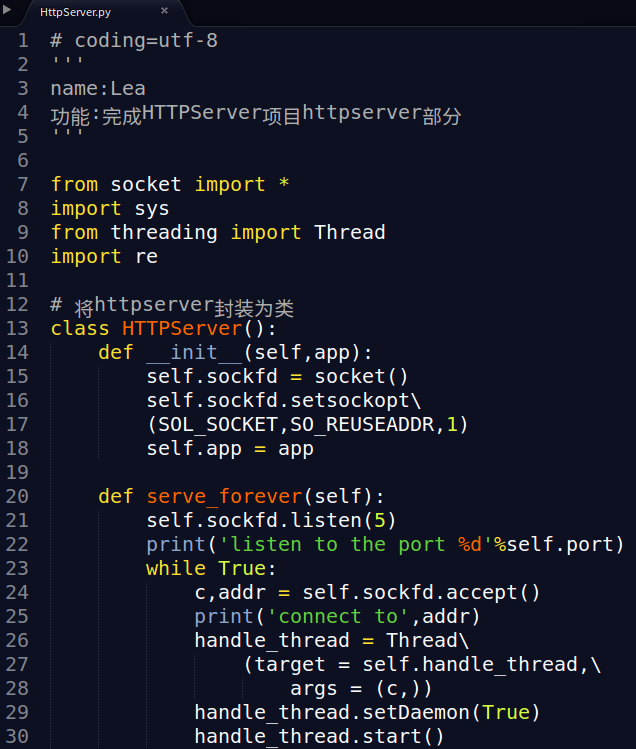 HttpServer.py
1 # coding=utf-8
2 '''
3 name:Lea
4 功能:完成HTTPServer项目httpserver部分
5 '''
6
7 from socket import *
8 import sys
9 from threading import Thread
10 import re
11
12 # 将httpserver封装为类
13 class HTTPServer():
14     def __init__(self,app):
15         self.sockfd = socket()
16         self.sockfd.setsockopt\
17         (SOL_SOCKET,SO_REUSEADDR,1)
18         self.app = app
19
20     def serve_forever(self):
21         self.sockfd.listen(5)
22         print('listen to the port %d'%self.port)
23         while True:
24             c,addr = self.sockfd.accept()
25             print('connect to',addr)
26             handle_thread = Thread\
27                 (target = self.handle_thread,\
28                     args = (c,))
29             handle_thread.setDaemon(True)
30             handle_thread.start()